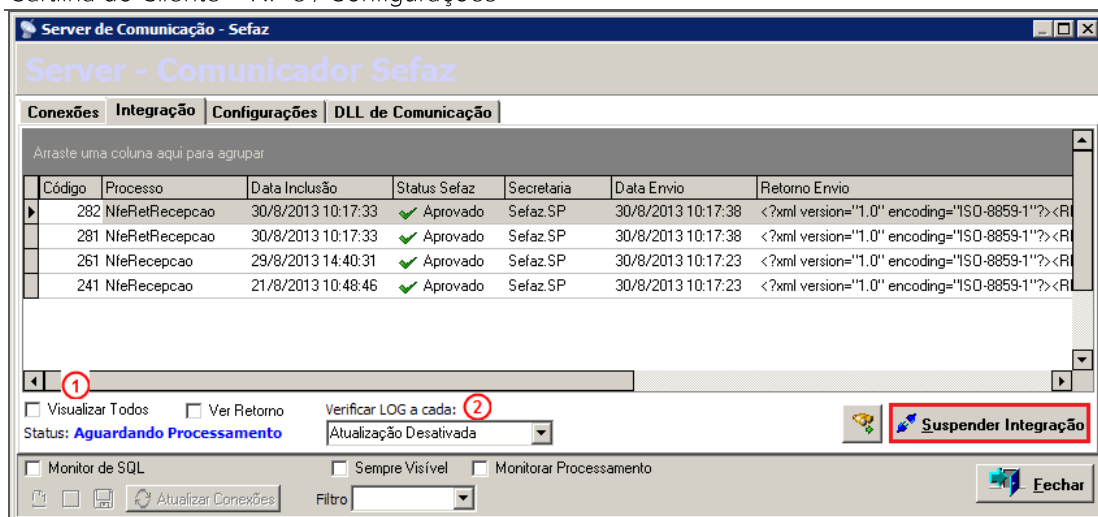 Server de Comunicação - Sefaz
Server - Comunicador Sefaz
Conexões Integração Configurações DLL de Comunicação
Arraste uma coluna aqui para agrupar
Código Processo Data Inclusão Status Sefaz Secretaria Data Envio Retorno Envio
282 NfeRetRecepcao 30/8/2013 10:17:33 Aprovado Sefaz.SP 30/8/2013 10:17:38 <?xml version="1.0" encoding="ISO-8859-1"?><RI
281 NfeRetRecepcao 30/8/2013 10:17:33 Aprovado Sefaz.SP 30/8/2013 10:17:38 <?xml version="1.0" encoding="ISO-8859-1"?><RI
261 NfeRecepcao 29/8/2013 14:40:31 Aprovado Sefaz.SP 30/8/2013 10:17:23 <?xml version="1.0" encoding="ISO-8859-1"?><RI
241 NfeRecepcao 21/8/2013 10:48:46 Aprovado Sefaz.SP 30/8/2013 10:17:23 <?xml version="1.0" encoding="ISO-8859-1"?><RI
1
Visualizar Todos Ver Retorno Verificar LOG a cada: 2
Status: Aguardando Processamento Atualização Desativada Suspender Integração
Monitor de SQL Sempre Visível Monitorar Processamento
Atualizar Conexões Filtro Fechar